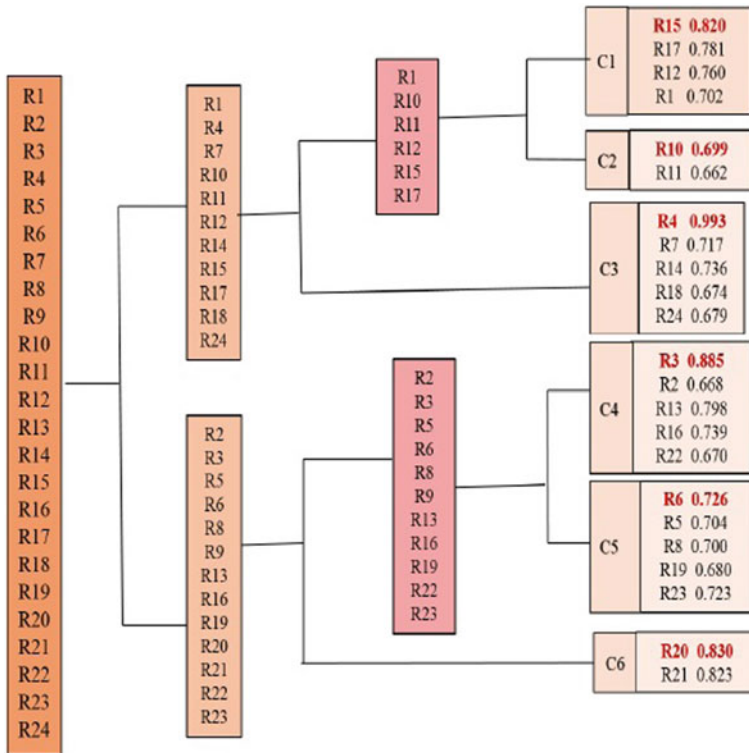 R1
R2
R3
R4
R5
R6
R7
R8
R9
R10
R11
R12
R13
R14
R15
R16
R17
R18
R19
R20
R21
R22
R23
R24
R1
R4
R7
R10
R11
R12
R14
R15
R17
R18
R24
R2
R3
R5
R6
R8
R9
R13
R16
R19
R20
R21
R22
R23
R1
R10
R11
R12
R15
R17
R2
R3
R5
R6
R8
R9
R13
R16
R19
R22
R23
C1
R15 0.820
R17 0.781
R12 0.760
R1 0.702
C2
R10 0.699
R11 0.662
C3
R4 0.993
R7 0.717
R14 0.736
R18 0.674
R24 0.679
C4
R3 0.885
R2 0.668
R13 0.798
R16 0.739
R22 0.670
C5
R6 0.726
R5 0.704
R8 0.700
R19 0.680
R23 0.723
C6
R20 0.830
R21 0.823